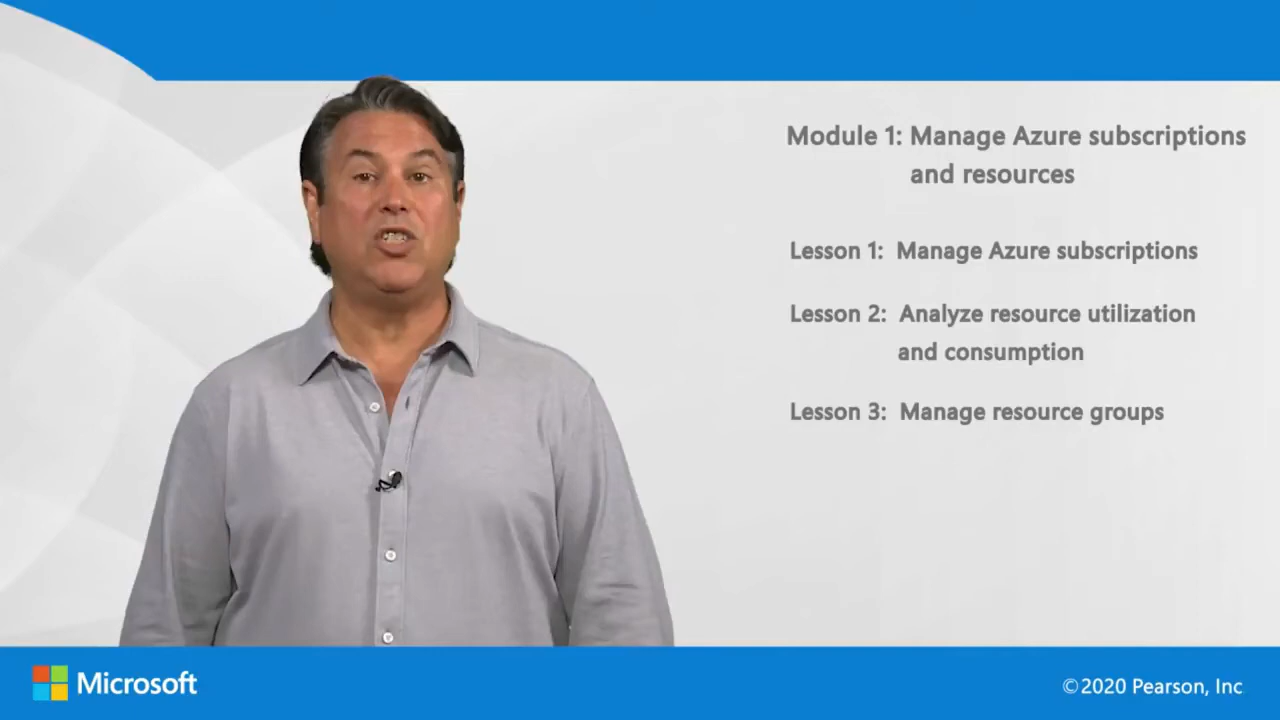 Module 1: Manage Azure subscriptions
and resources
Lesson 1: Manage Azure subscriptions
Lesson 2: Analyze resource utilization
and consumption
Lesson 3: Manage resource groups
Microsoft
©2020 Pearson, Inc